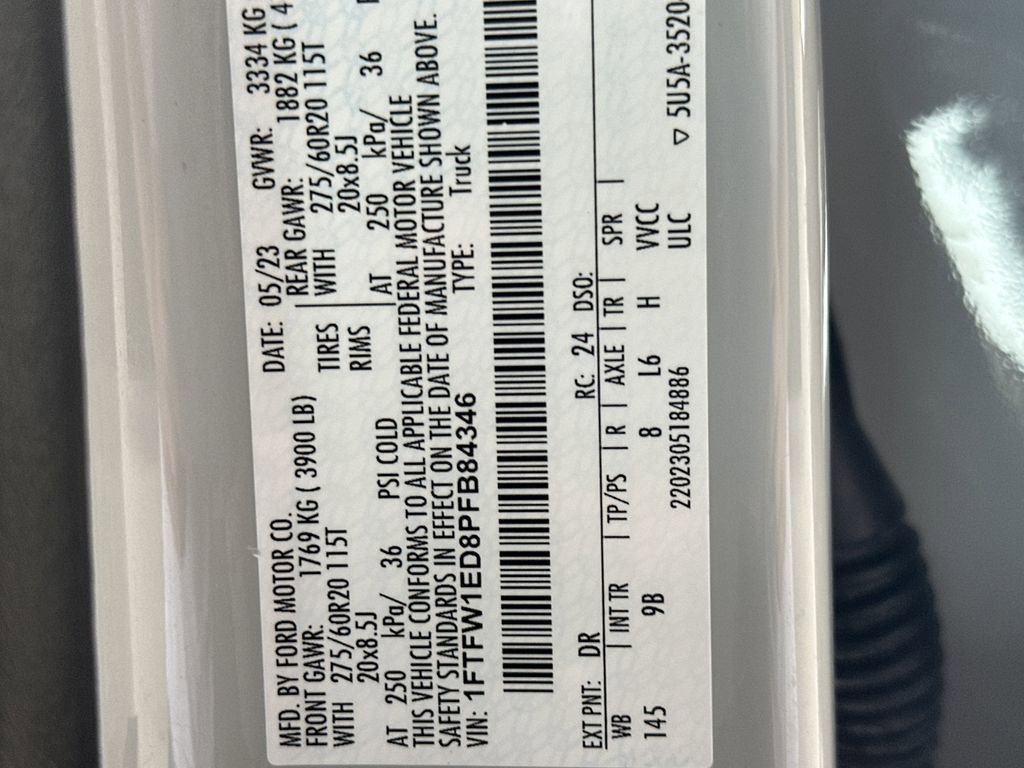 MFD. BY FORD MOTOR CO. DATE: 05/23 GVWR: 3334 KG
FRONT GAWR: 1769 KG ( 3900 LB) REAR GAWR: 1882 KG ( 4
WITH 275/60R20 115T TIRES WITH 275/60R20 115T
20x8.5J RIMS 20x8.5J
AT 250 kPa/ 36 PSI COLD AT 250 kPa/ 36
THIS VEHICLE CONFORMS TO ALL APPLICABLE FEDERAL MOTOR VEHICLE
SAFETY STANDARDS IN EFFECT ON THE DATE OF MANUFACTURE SHOWN ABOVE.
VIN: 1FTFW1ED8PFB84346 TYPE: Truck
EXT PNT: DR RC: 24 DSO:
WB | INT TR | TP/PS | R | AXLE | TR | SPR |
145 9B 8 L6 H VVCC
2202305184886 ULC ▽ 5U5A-3520